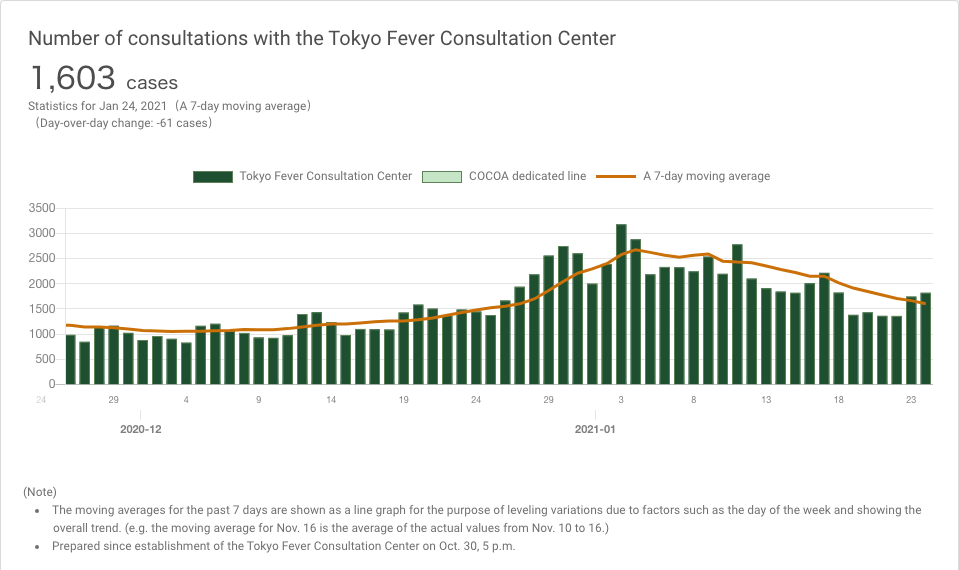 Number of consultations with the Tokyo Fever Consultation Center
1,603 cases
Statistics for Jan 24, 2021（A 7-day moving average）
（Day-over-day change: -61 cases）
Tokyo Fever Consultation Center COCOA dedicated line A 7-day moving average
3500
3000
2500
2000
1500
1000
500
0
24 29 4 9 14 19 24 29 3 8 13 18 23
2020-12 2021-01
(Note)
• The moving averages for the past 7 days are shown as a line graph for the purpose of leveling variations due to factors such as the day of the week and showing the
overall trend. (e.g. the moving average for Nov. 16 is the average of the actual values from Nov. 10 to 16.)
• Prepared since establishment of the Tokyo Fever Consultation Center on Oct. 30, 5 p.m.